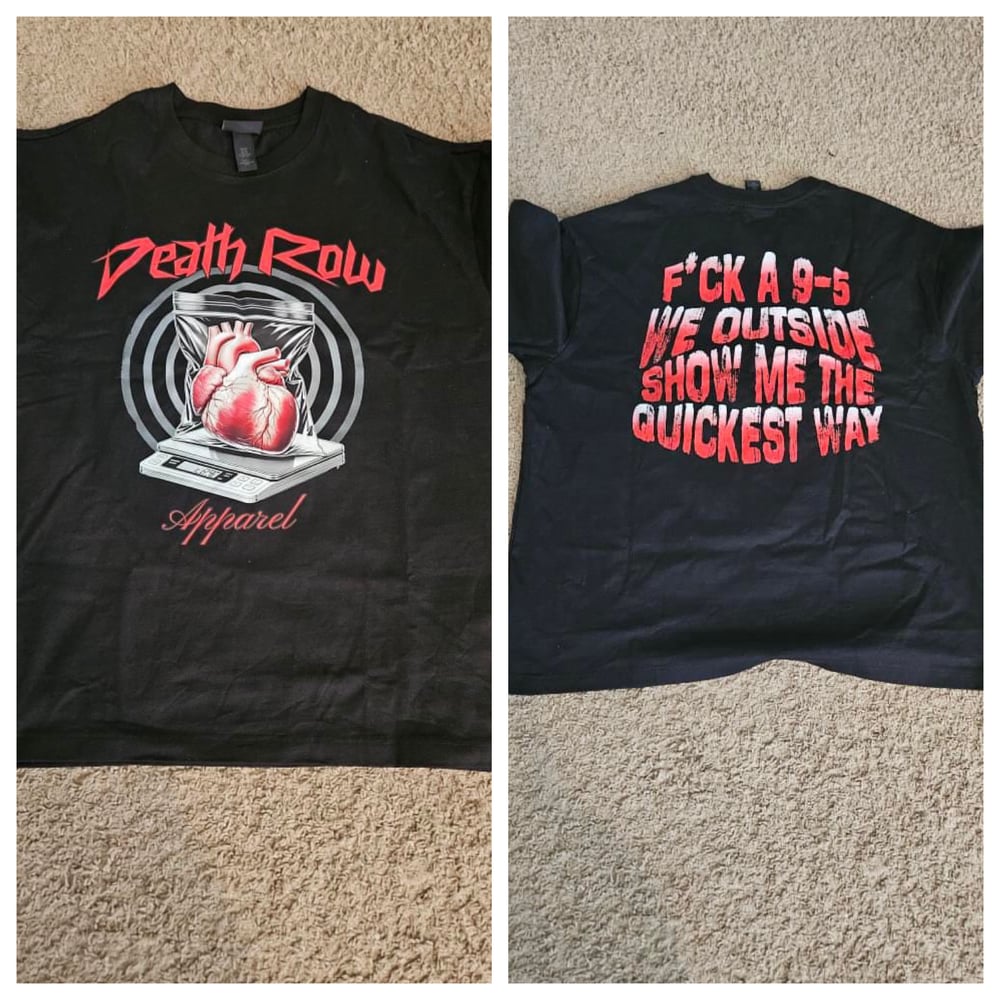 Death Row
Apparel
F*CK A 9-5
WE OUTSIDE
SHOW ME THE
QUICKEST WAY